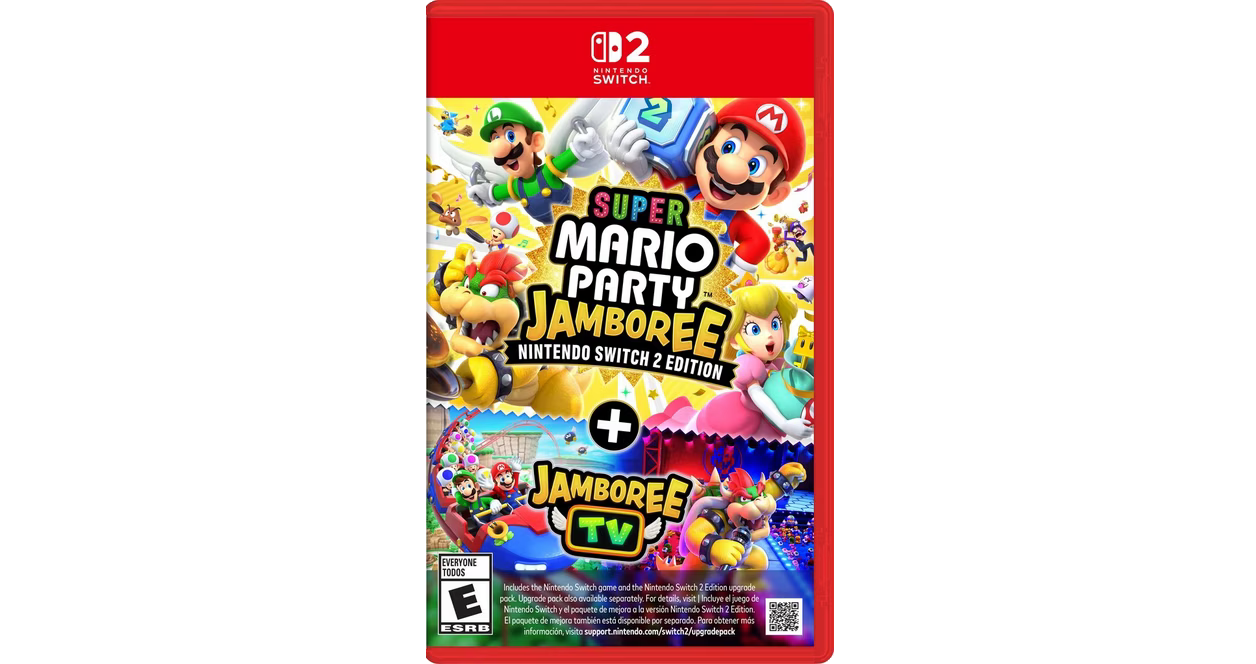 2
NINTENDO
SWITCH™
2
L
M
SUPER
MARIO
PARTY™
JAMBOREE
NINTENDO SWITCH 2 EDITION
+
JAMBOREE
TV
EVERYONE
TODOS
E
ESRB
Includes the Nintendo Switch game and the Nintendo Switch 2 Edition upgrade
pack. Upgrade pack also available separately. For details, visit | Incluye el juego de
Nintendo Switch y el paquete de mejora a la versión Nintendo Switch 2 Edition.
El paquete de mejora también está disponible por separado. Para obtener más
información, visita support.nintendo.com/switch2/upgradepack